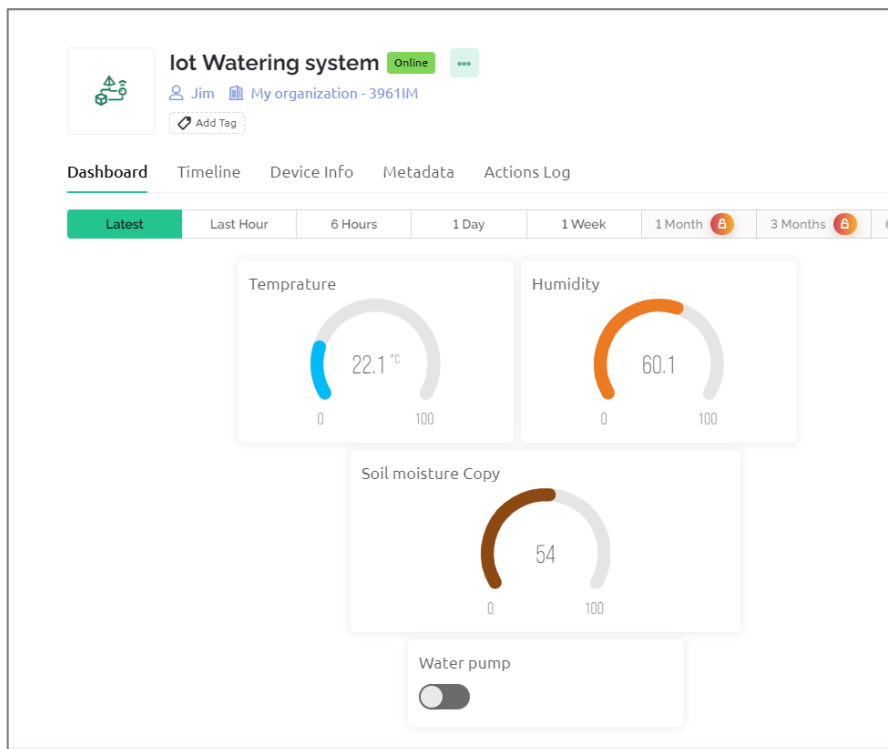 Iot Watering system Online
Jim My organization - 3961IM
Add Tag
Dashboard Timeline Device Info Metadata Actions Log
Latest Last Hour 6 Hours 1 Day 1 Week 1 Month 3 Months 6
Temprature
22.1 °C
0 100
Humidity
60.1
0 100
Soil moisture Copy
54
0 100
Water pump